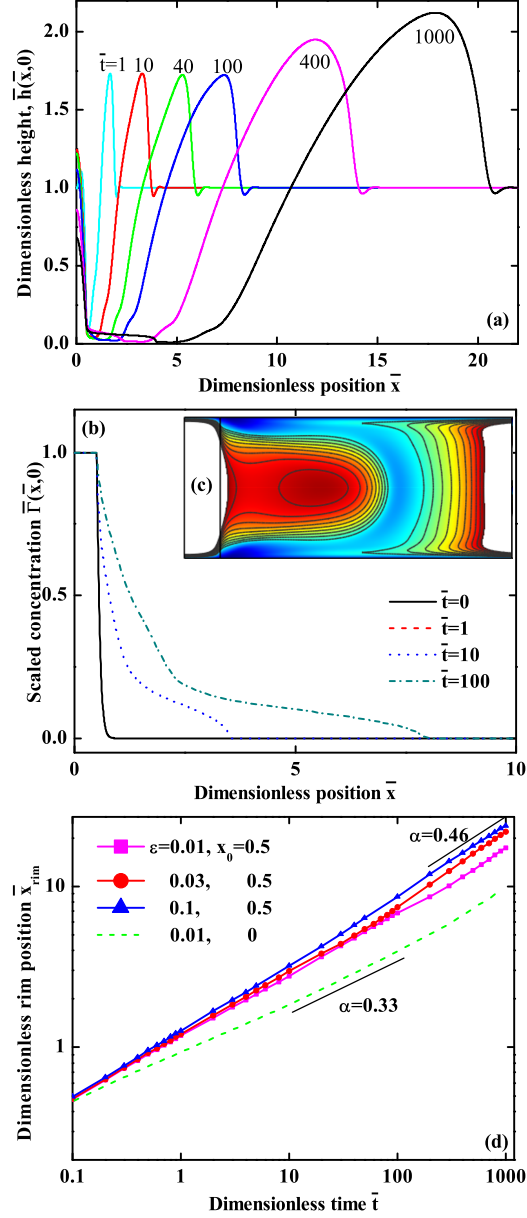 Dimensionless height, h̅(x̅,0)
2.0
1.5
1.0
0.5
0.0
t̅=1 10 40 100 400 1000
(a)
0 5 10 15 20
Dimensionless position x̅
Scaled concentration Γ̅(x̅,0)
1.0
0.5
0.0
(b)
(c)
t̅=0
t̅=1
t̅=10
t̅=100
0 5 10
Dimensionless position x̅
Dimensionless rim position x̅rim
10
1
ε=0.01, x₀=0.5
0.03, 0.5
0.1, 0.5
0.01, 0
α=0.46
α=0.33
(d)
0.1 1 10 100 1000
Dimensionless time t̅